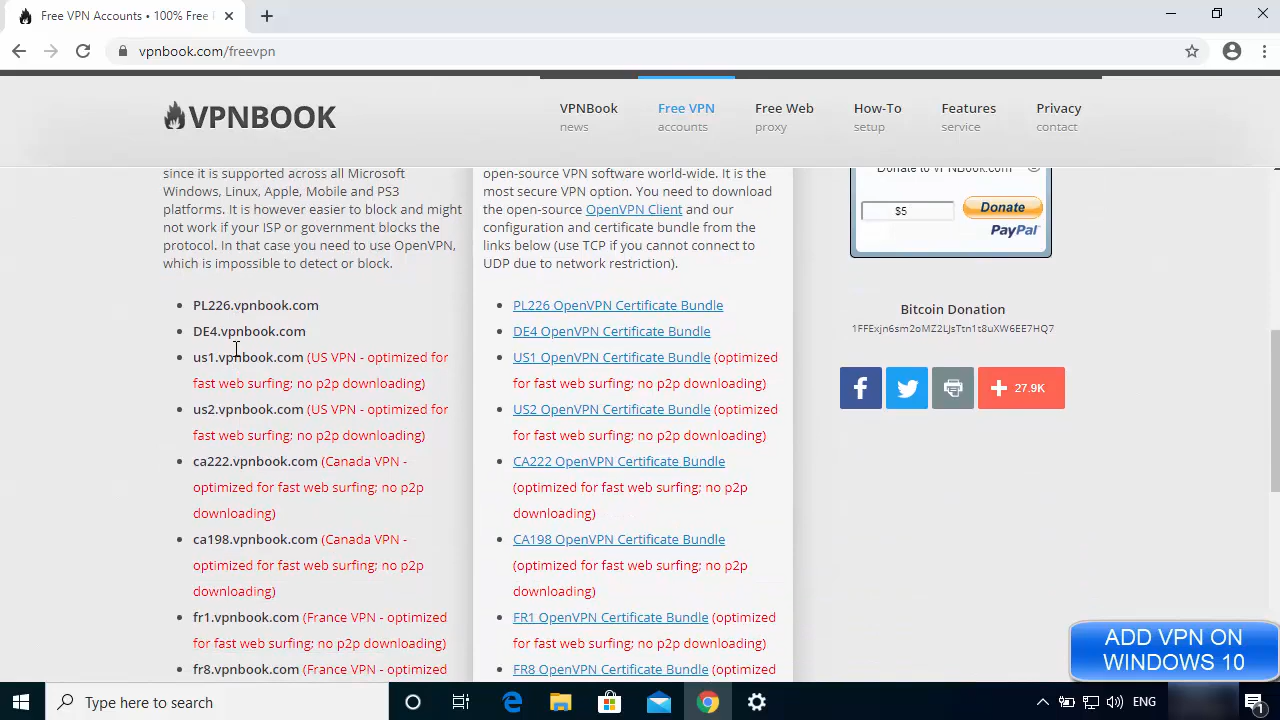 Free VPN Accounts • 100% Free
vpnbook.com/freevpn
VPNBOOK
VPNBook
news
Free VPN
accounts
Free Web
proxy
How-To
setup
Features
service
Privacy
contact
since it is supported across all Microsoft
Windows, Linux, Apple, Mobile and PS3
platforms. It is however easier to block and might
not work if your ISP or government blocks the
protocol. In that case you need to use OpenVPN,
which is impossible to detect or block.
PL226.vpnbook.com
DE4.vpnbook.com
us1.vpnbook.com (US VPN - optimized for
fast web surfing; no p2p downloading)
us2.vpnbook.com (US VPN - optimized for
fast web surfing; no p2p downloading)
ca222.vpnbook.com (Canada VPN -
optimized for fast web surfing; no p2p
downloading)
ca198.vpnbook.com (Canada VPN -
optimized for fast web surfing; no p2p
downloading)
fr1.vpnbook.com (France VPN - optimized
for fast web surfing; no p2p downloading)
fr8.vpnbook.com (France VPN - optimized
open-source VPN software world-wide. It is the
most secure VPN option. You need to download
the open-source OpenVPN Client and our
configuration and certificate bundle from the
links below (use TCP if you cannot connect to
UDP due to network restriction).
PL226 OpenVPN Certificate Bundle
DE4 OpenVPN Certificate Bundle
US1 OpenVPN Certificate Bundle (optimized
for fast web surfing; no p2p downloading)
US2 OpenVPN Certificate Bundle (optimized
for fast web surfing; no p2p downloading)
CA222 OpenVPN Certificate Bundle
(optimized for fast web surfing; no p2p
downloading)
CA198 OpenVPN Certificate Bundle
(optimized for fast web surfing; no p2p
downloading)
FR1 OpenVPN Certificate Bundle (optimized
for fast web surfing; no p2p downloading)
FR8 OpenVPN Certificate Bundle (optimized
Donate to VPNBook.com
$5
Donate
PayPal
Bitcoin Donation
1FFExjn6sm2oMZ2LJsTtn1t8uXW6EE7HQ7
27.9K
ADD VPN ON
WINDOWS 10
Type here to search
ENG
1